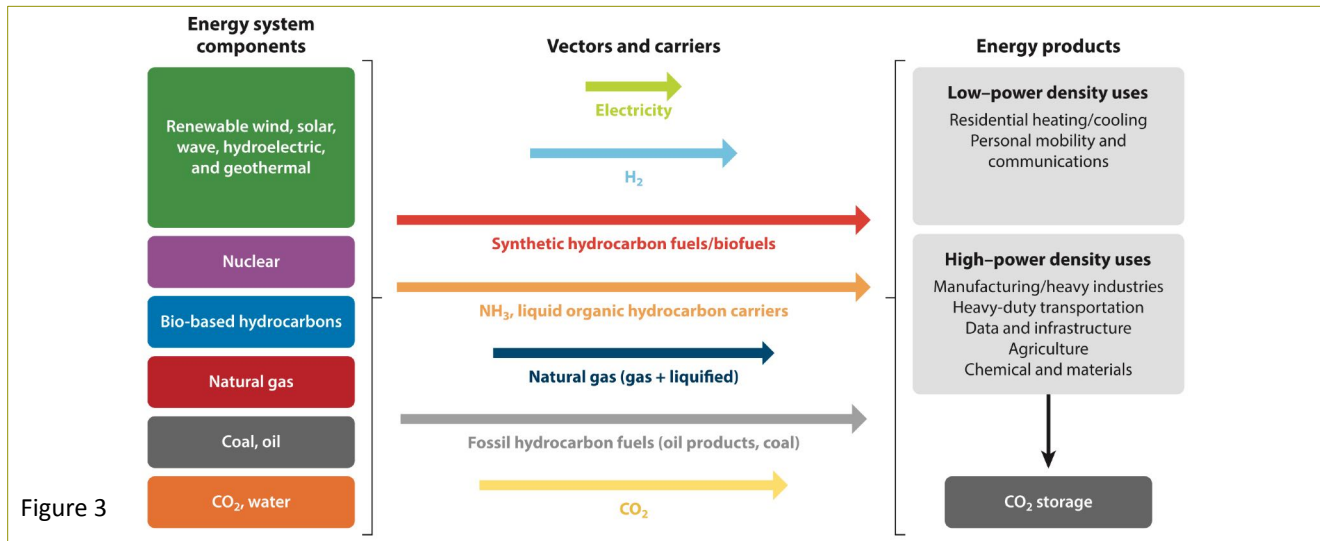 Energy system
components
Vectors and carriers
Energy products
Renewable wind, solar,
wave, hydroelectric,
and geothermal
Nuclear
Bio-based hydrocarbons
Natural gas
Coal, oil
CO₂, water
Electricity
H₂
Synthetic hydrocarbon fuels/biofuels
NH₃, liquid organic hydrocarbon carriers
Natural gas (gas + liquified)
Fossil hydrocarbon fuels (oil products, coal)
CO₂
Low–power density uses
Residential heating/cooling
Personal mobility and
communications
High–power density uses
Manufacturing/heavy industries
Heavy-duty transportation
Data and infrastructure
Agriculture
Chemical and materials
CO₂ storage
Figure 3